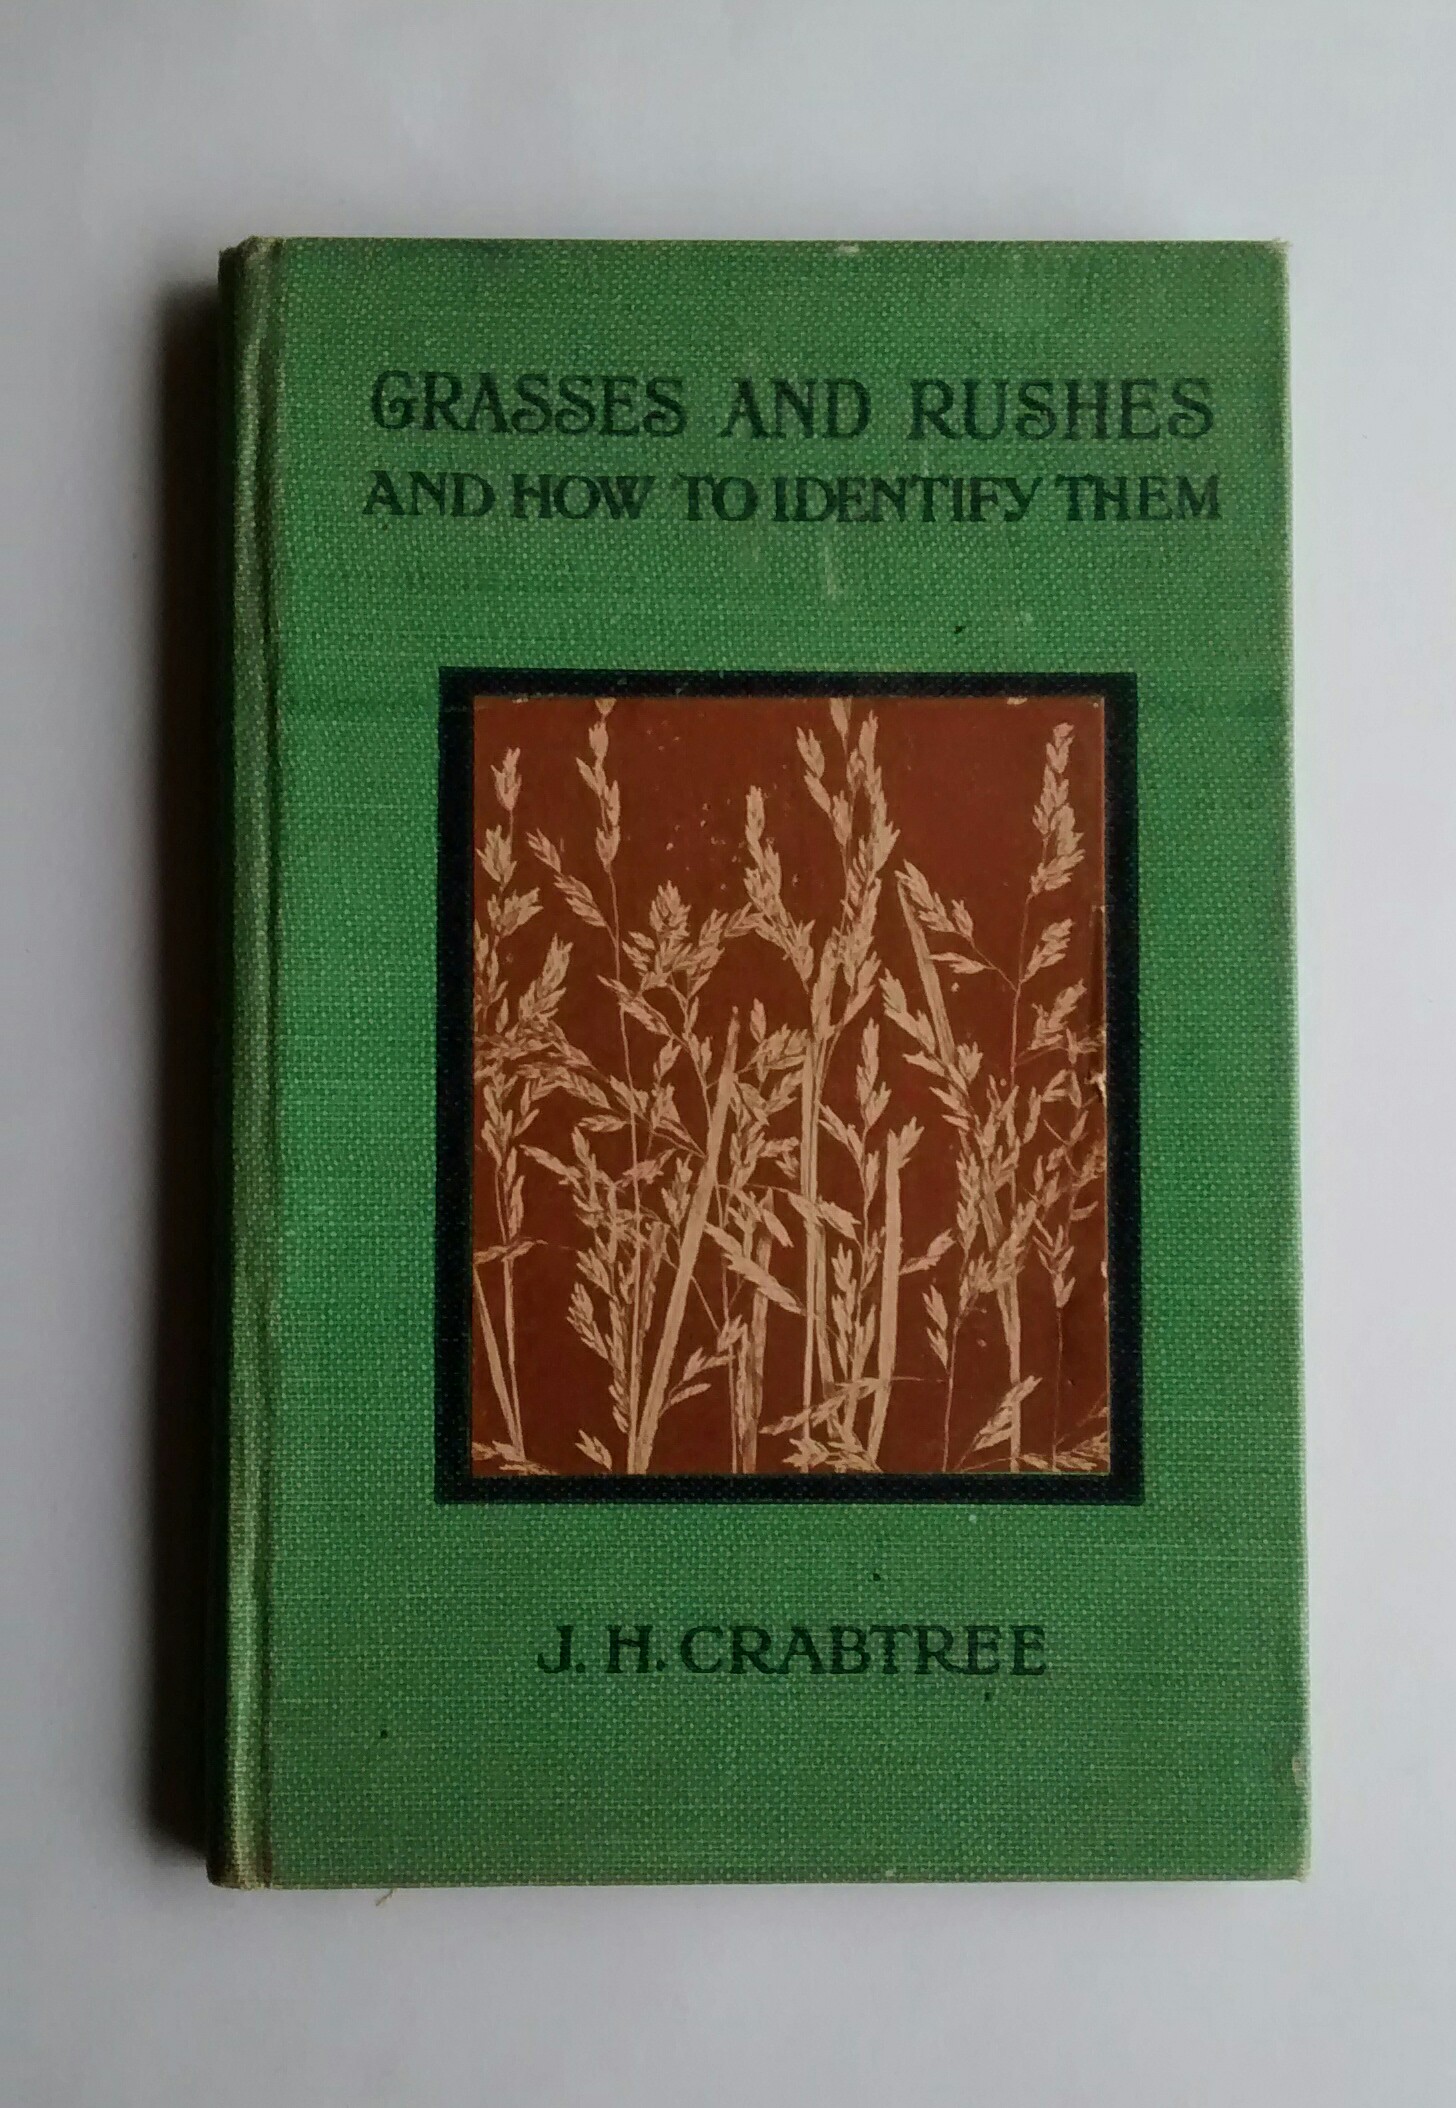 GRASSES AND RUSHES
AND HOW TO IDENTIFY THEM
J. H. CRABTREE